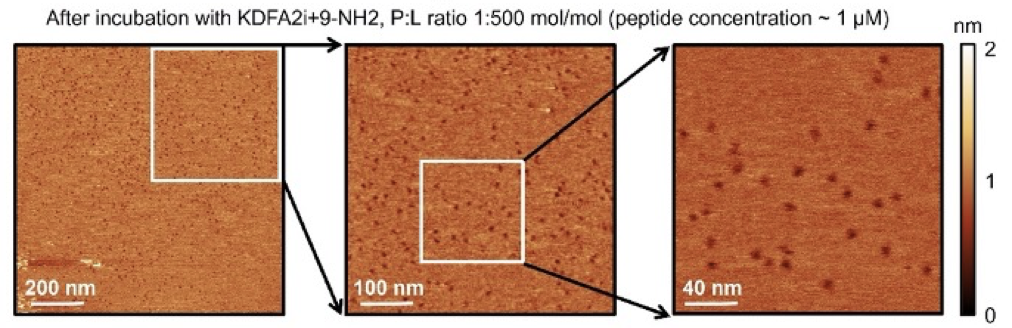 After incubation with KDFA2i+9-NH2, P:L ratio 1:500 mol/mol (peptide concentration ~ 1 µM)
nm
2
1
0
200 nm
100 nm
40 nm